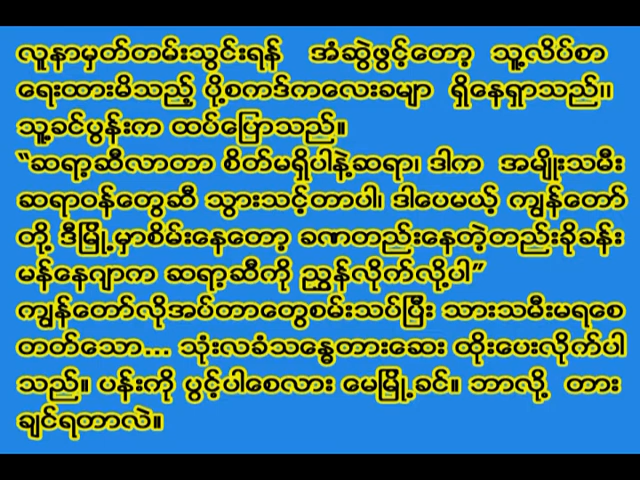 လူနာမှတ်တမ်းသွင်းရန် အံဆွဲဖွင့်တော့ သူ့လိပ်စာ
ရေးထားမိသည့် ပို့စကဒ်ကလေးခမျာ ရှိနေရှာသည်၊၊
သူ့ခင်ပွန်းက ထပ်ပြောသည်။
“ဆရာ့ဆီလာတာ စိတ်မရှိပါနဲ့ဆရာ၊ ဒါက အမျိုးသမီး
ဆရာဝန်တွေဆီ သွားသင့်တာပါ၊ ဒါပေမယ့် ကျွန်တော်
တို့ ဒီမြို့မှာစိမ်းနေတော့ ခဏတည်းနေတဲ့တည်းခိုခန်း
မန်နေဂျာက ဆရာ့ဆီကို ညွှန်လိုက်လို့ပါ”
ကျွန်တော်လိုအပ်တာတွေစမ်းသပ်ပြီး သားသမီးမရစေ
တတ်သော... သုံးလခံသန္ဓေတားဆေး ထိုးပေးလိုက်ပါ
သည်။ ပန်းကို ပွင့်ပါစေလား မေမြို့ခင်။ ဘာလို့ တား
ချင်ရတာလဲ။